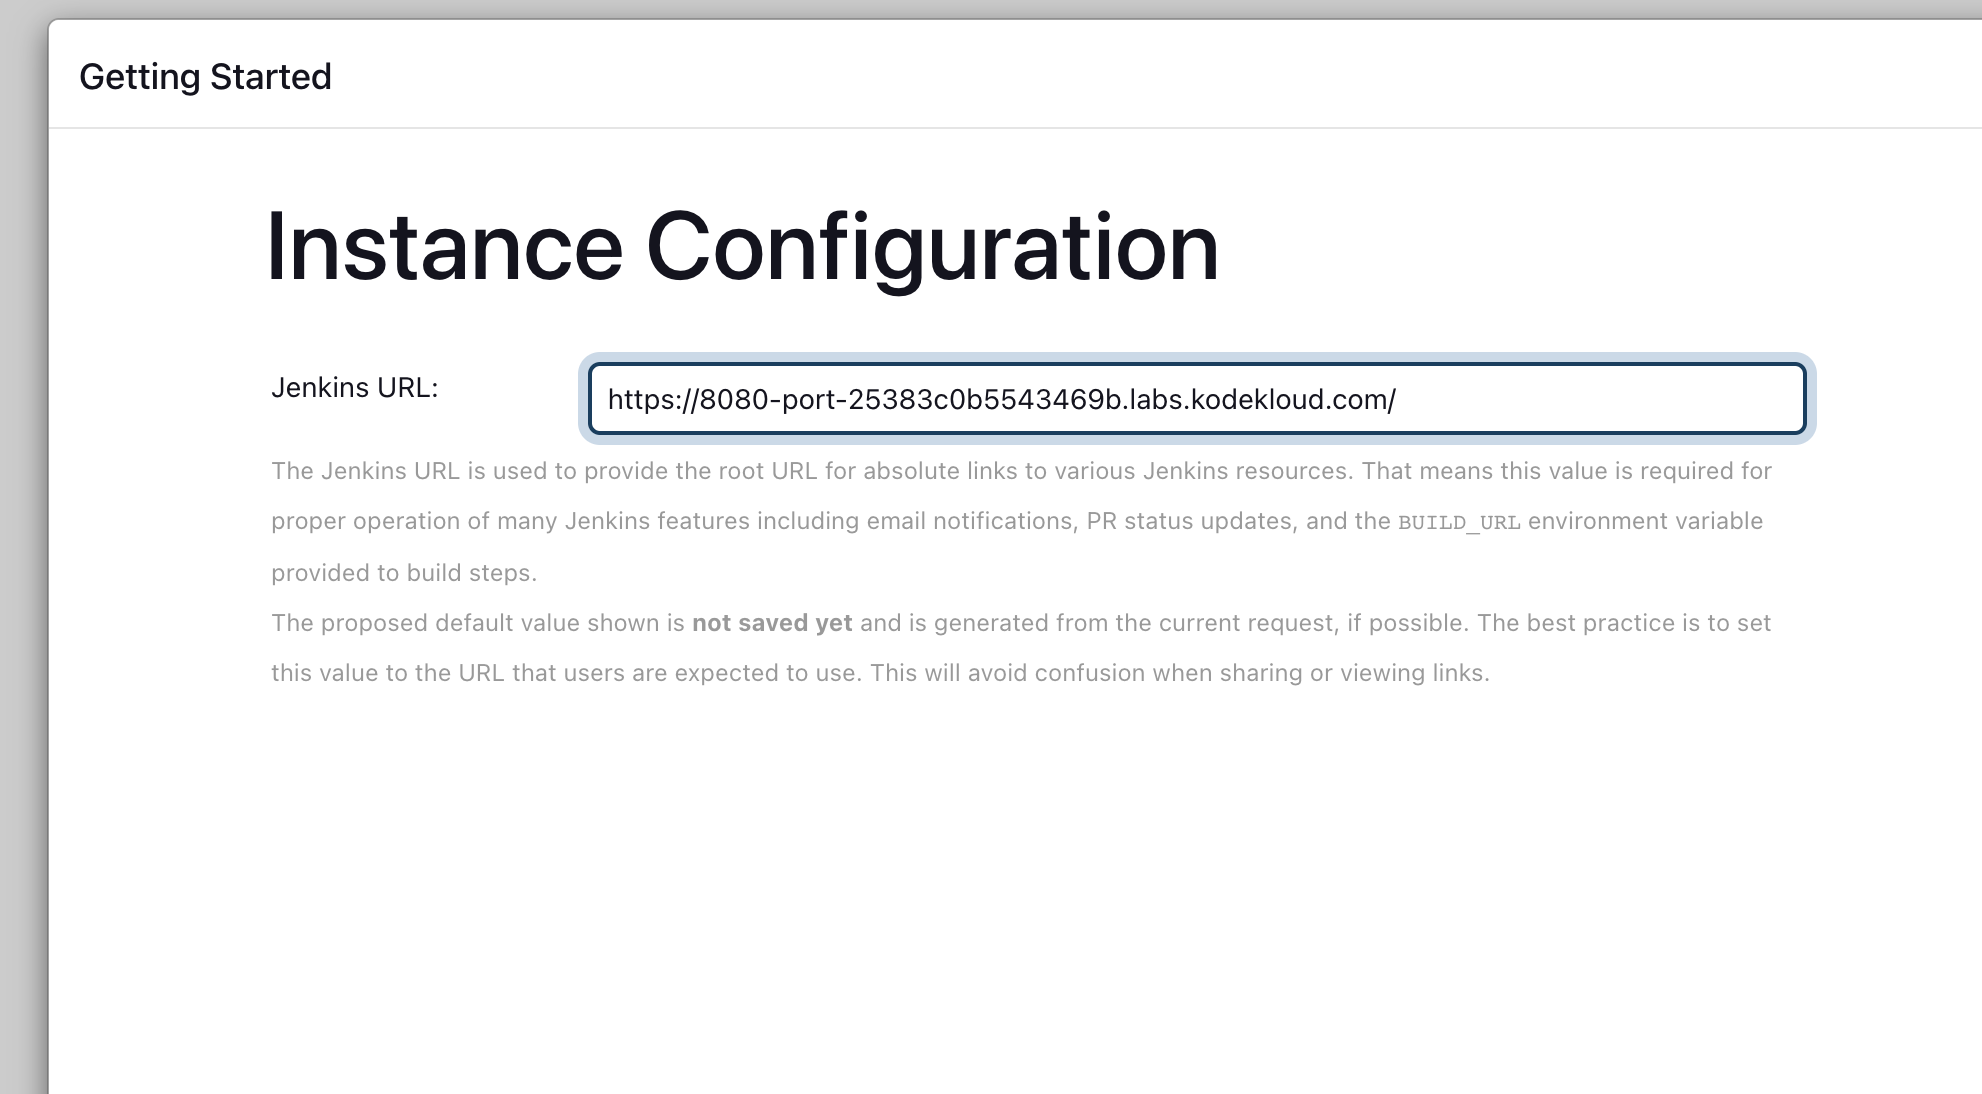 Getting Started
Instance Configuration
Jenkins URL:
https://8080-port-25383c0b5543469b.labs.kodekloud.com/
The Jenkins URL is used to provide the root URL for absolute links to various Jenkins resources. That means this value is required for
proper operation of many Jenkins features including email notifications, PR status updates, and the BUILD_URL environment variable
provided to build steps.
The proposed default value shown is not saved yet and is generated from the current request, if possible. The best practice is to set
this value to the URL that users are expected to use. This will avoid confusion when sharing or viewing links.